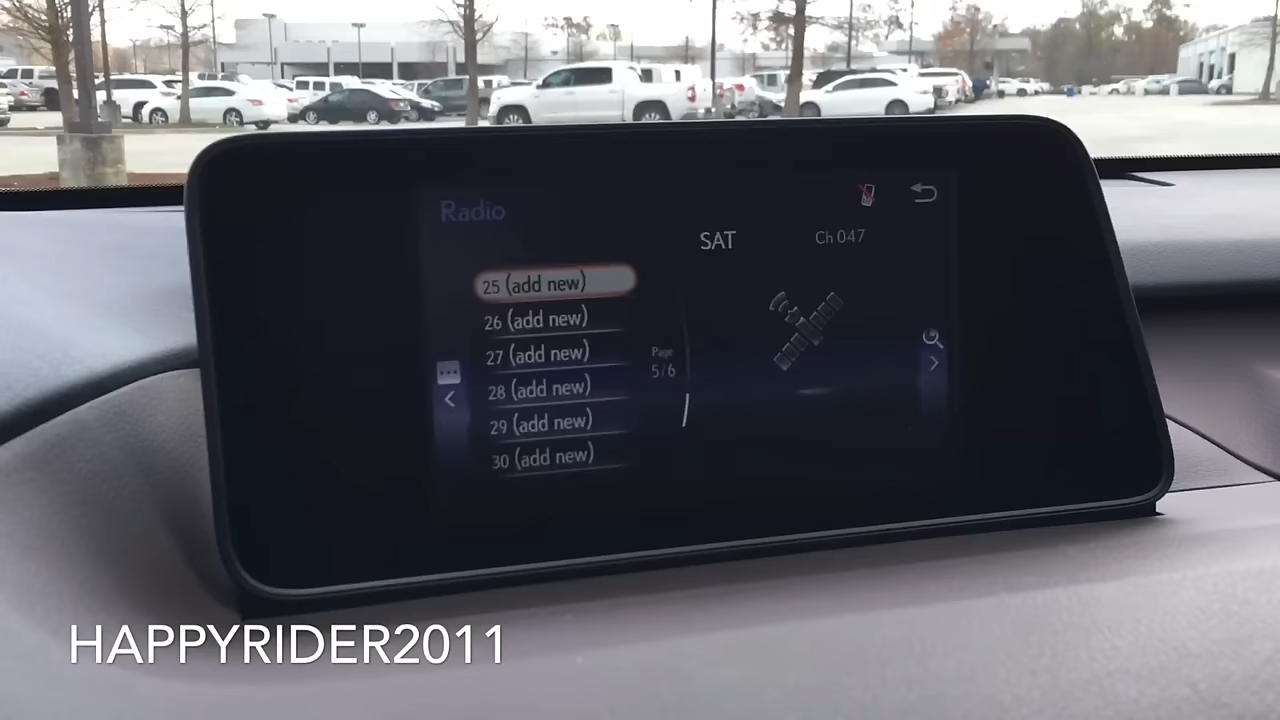 Radio
SAT
Ch 047
25 (add new)
26 (add new)
27 (add new)
28 (add new)
29 (add new)
30 (add new)
Page
5/6
HAPPYRIDER2011